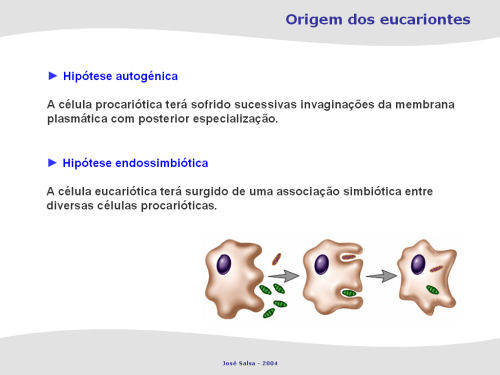 Origem dos eucariontes
► Hipótese autogénica
A célula procariótica terá sofrido sucessivas invaginações da membrana
plasmática com posterior especialização.
► Hipótese endossimbiótica
A célula eucariótica terá surgido de uma associação simbiótica entre
diversas células procarióticas.
José Salsa - 2004